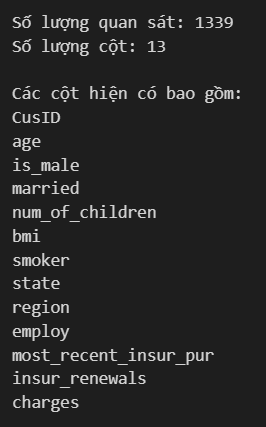 Số lượng quan sát: 1339
Số lượng cột: 13
Các cột hiện có bao gồm:
CusID
age
is_male
married
num_of_children
bmi
smoker
state
region
employ
most_recent_insur_pur
insur_renewals
charges